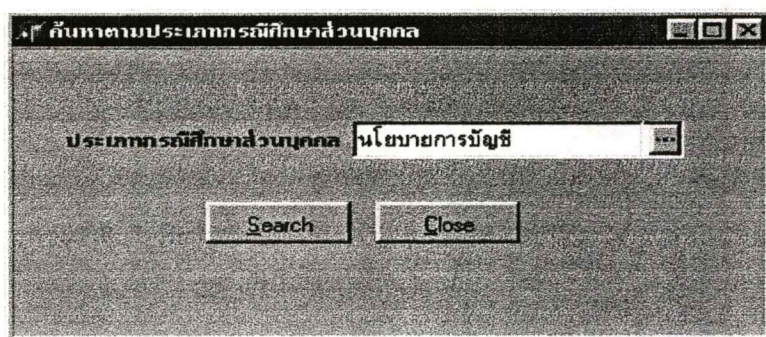 ค้นหาตามประเภทกรณีศึกษาส่วนบุคคล
ประเภทกรณีศึกษาส่วนบุคคล นโยบายการบัญชี ...
Search Close